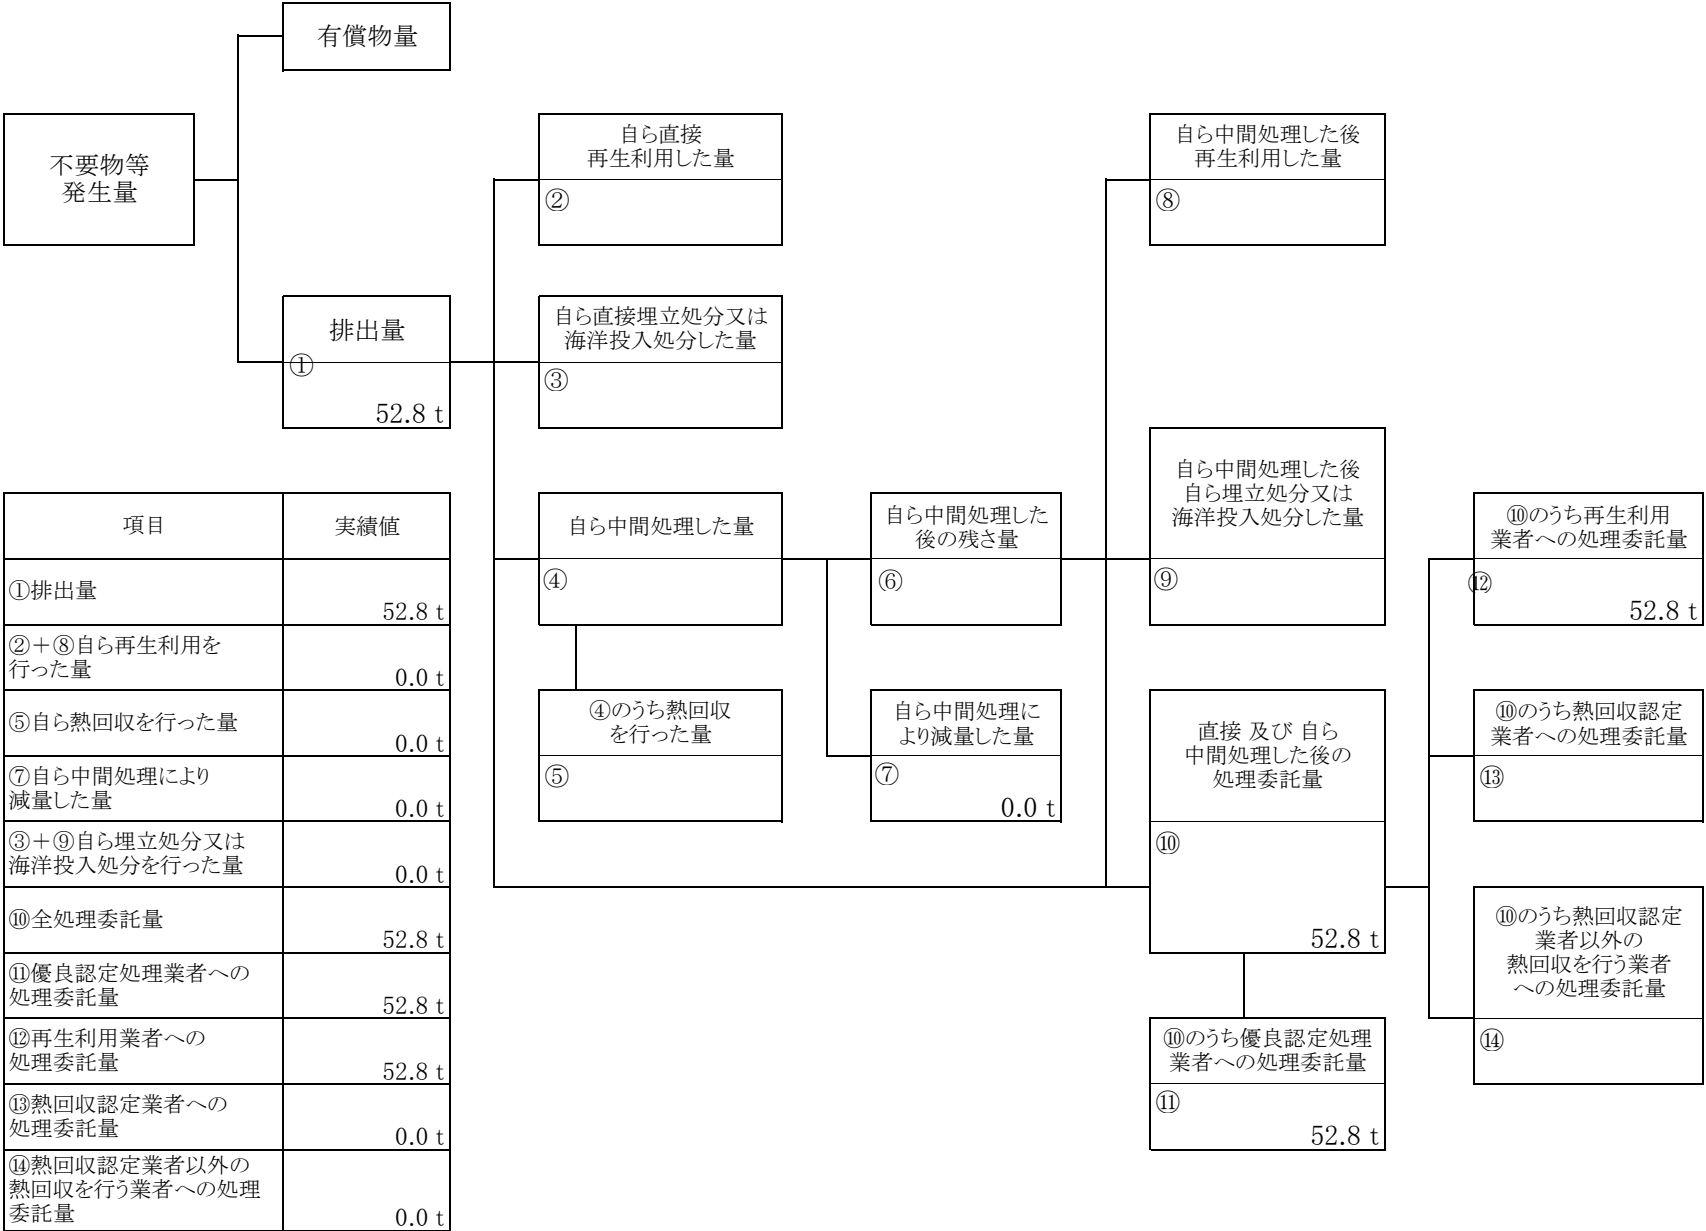 有償物量
不要物等
発生量
排出量
①
52.8 t
自ら直接
再生利用した量
②
自ら直接埋立処分又は
海洋投入処分した量
③
自ら中間処理した量
④
④のうち熱回収
を行った量
⑤
自ら中間処理した
後の残さ量
⑥
自ら中間処理に
より減量した量
⑦
0.0 t
自ら中間処理した後
再生利用した量
⑧
自ら中間処理した後
自ら埋立処分又は
海洋投入処分した量
⑨
直接 及び 自ら
中間処理した後の
処理委託量
⑩
52.8 t
⑩のうち優良認定処理
業者への処理委託量
⑪
52.8 t
⑩のうち再生利用
業者への処理委託量
⑫
52.8 t
⑩のうち熱回収認定
業者への処理委託量
⑬
⑩のうち熱回収認定
業者以外の
熱回収を行う業者
への処理委託量
⑭
項目 実績値
①排出量
52.8 t
②+⑧自ら再生利用を
行った量
0.0 t
⑤自ら熱回収を行った量
0.0 t
⑦自ら中間処理により
減量した量
0.0 t
③+⑨自ら埋立処分又は
海洋投入処分を行った量
0.0 t
⑩全処理委託量
52.8 t
⑪優良認定処理業者への
処理委託量
52.8 t
⑫再生利用業者への
処理委託量
52.8 t
⑬熱回収認定業者への
処理委託量
0.0 t
⑭熱回収認定業者以外の
熱回収を行う業者への処理
委託量
0.0 t